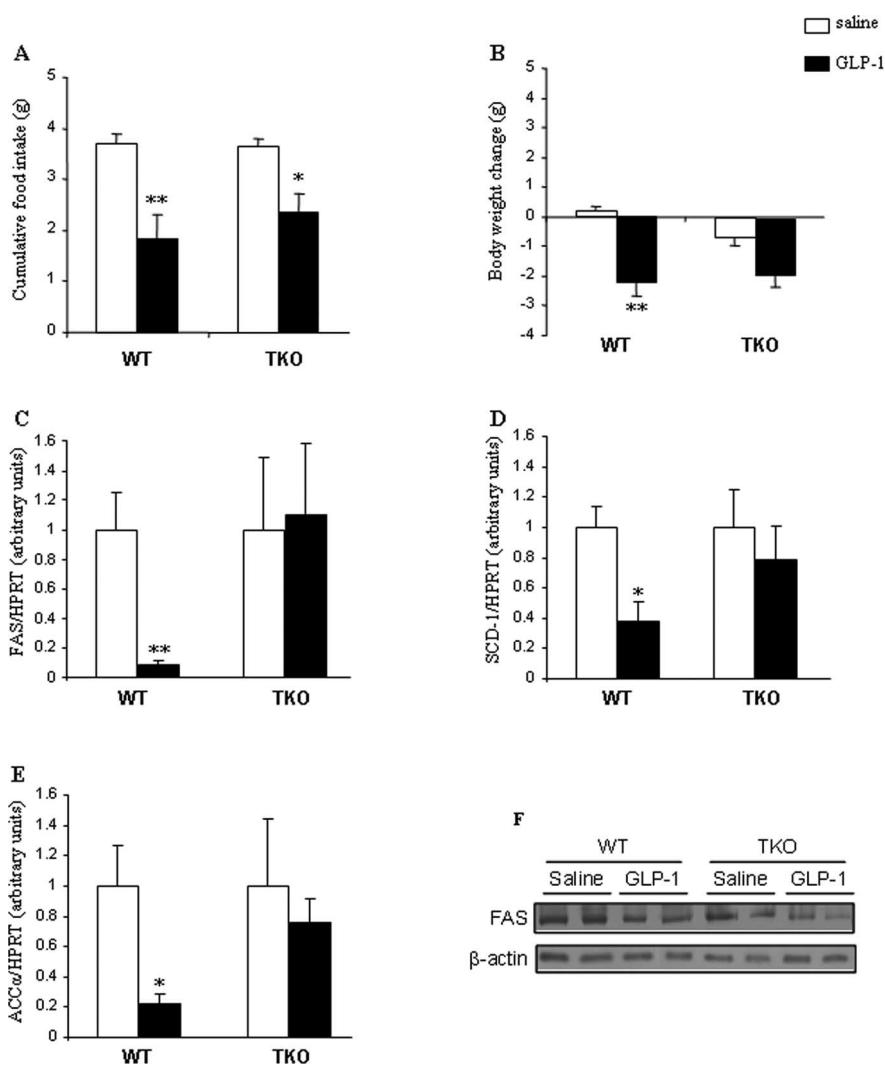 saline
GLP-1
A
Cumulative food intake (g)
5
4
3
2
1
0
**
*
WT
TKO
B
Body weight change (g)
5
4
3
2
1
0
-1
-2
-3
-4
**
WT
TKO
C
FAS/HPRT (arbitrary units)
1.6
1.4
1.2
1
0.8
0.6
0.4
0.2
0
**
WT
TKO
D
SCD-1/HPRT (arbitrary units)
1.6
1.4
1.2
1
0.8
0.6
0.4
0.2
0
*
WT
TKO
E
ACCα/HPRT (arbitrary units)
1.6
1.4
1.2
1
0.8
0.6
0.4
0.2
0
*
WT
TKO
F
WT TKO
Saline GLP-1 Saline GLP-1
FAS
β-actin